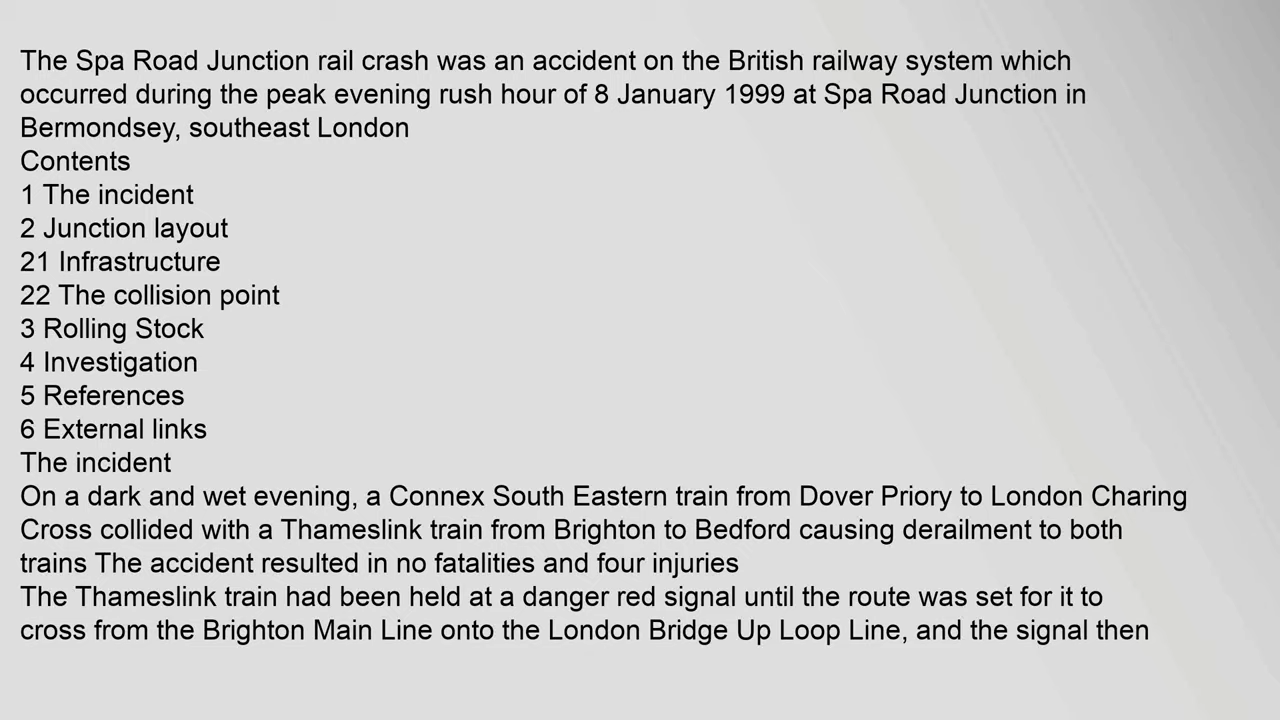 The Spa Road Junction rail crash was an accident on the British railway system which
occurred during the peak evening rush hour of 8 January 1999 at Spa Road Junction in
Bermondsey, southeast London
Contents
1 The incident
2 Junction layout
21 Infrastructure
22 The collision point
3 Rolling Stock
4 Investigation
5 References
6 External links
The incident
On a dark and wet evening, a Connex South Eastern train from Dover Priory to London Charing
Cross collided with a Thameslink train from Brighton to Bedford causing derailment to both
trains The accident resulted in no fatalities and four injuries
The Thameslink train had been held at a danger red signal until the route was set for it to
cross from the Brighton Main Line onto the London Bridge Up Loop Line, and the signal then